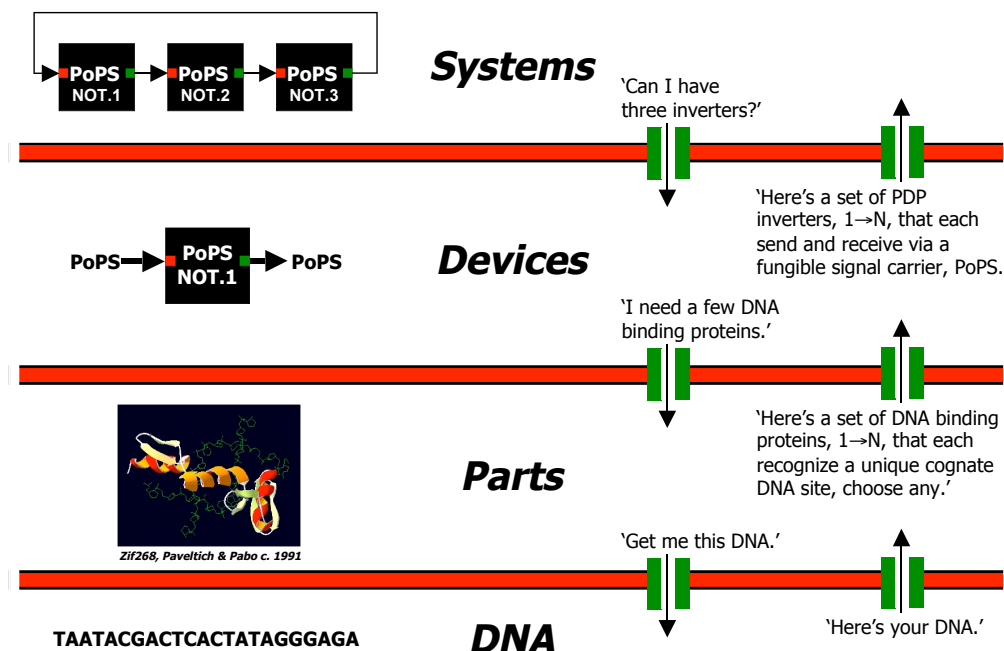 PoPS
NOT.1
PoPS
NOT.2
PoPS
NOT.3
Systems
‘Can I have
three inverters?’
‘Here’s a set of PDP
inverters, 1→N, that each
send and receive via a
fungible signal carrier, PoPS.
PoPS
PoPS
NOT.1
PoPS
Devices
‘I need a few DNA
binding proteins.’
‘Here’s a set of DNA binding
proteins, 1→N, that each
recognize a unique cognate
DNA site, choose any.’
Zif268, Paveltich & Pabo c. 1991
Parts
‘Get me this DNA.’
‘Here’s your DNA.’
TAATACGACTCACTATAGGGAGA
DNA